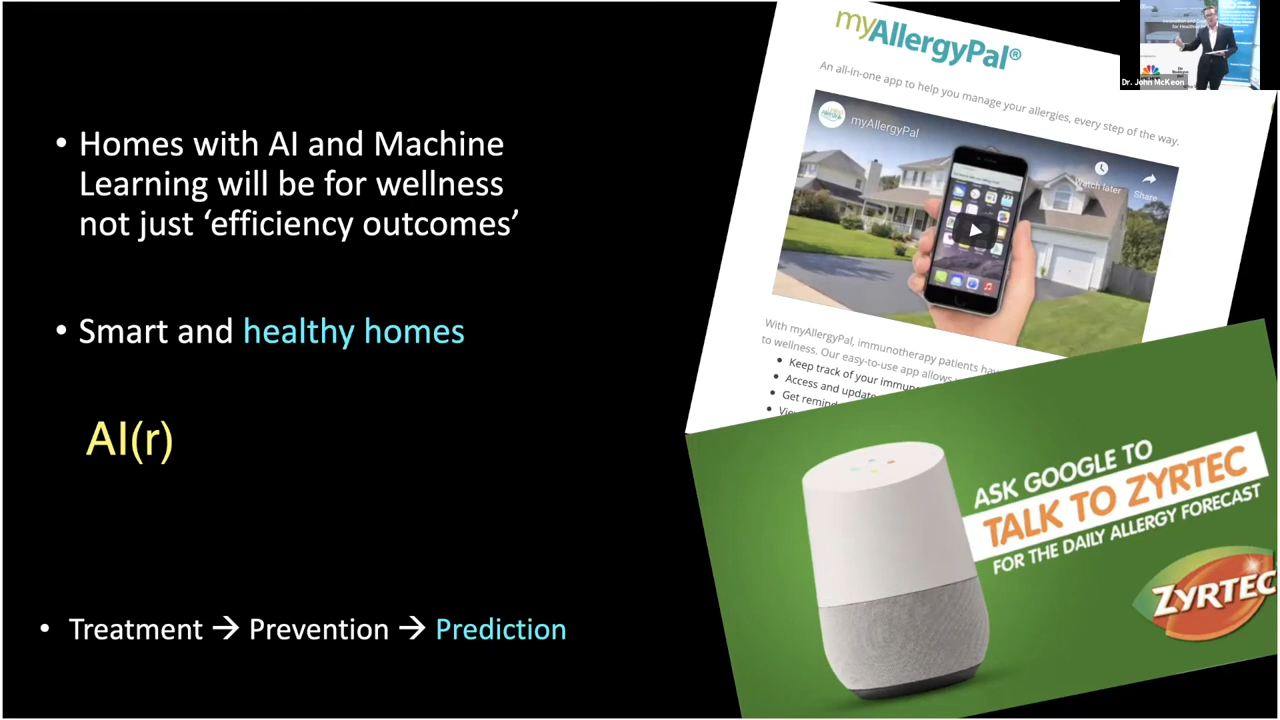 • Homes with AI and Machine
Learning will be for wellness
not just ‘efficiency outcomes’
• Smart and healthy homes
AI(r)
• Treatment → Prevention → Prediction
myAllergyPal®
An all-in-one app to help you manage your allergies, every step of the way.
myAllergyPal
Watch later
Share
With myAllergyPal, immunotherapy patients
to wellness. Our easy-to-use app allows
• Keep track of your
• Access and update
• Get
ASK GOOGLE TO
TALK TO ZYRTEC
FOR THE DAILY ALLERGY FORECAST
ZYRTEC
Dr. John McKeon